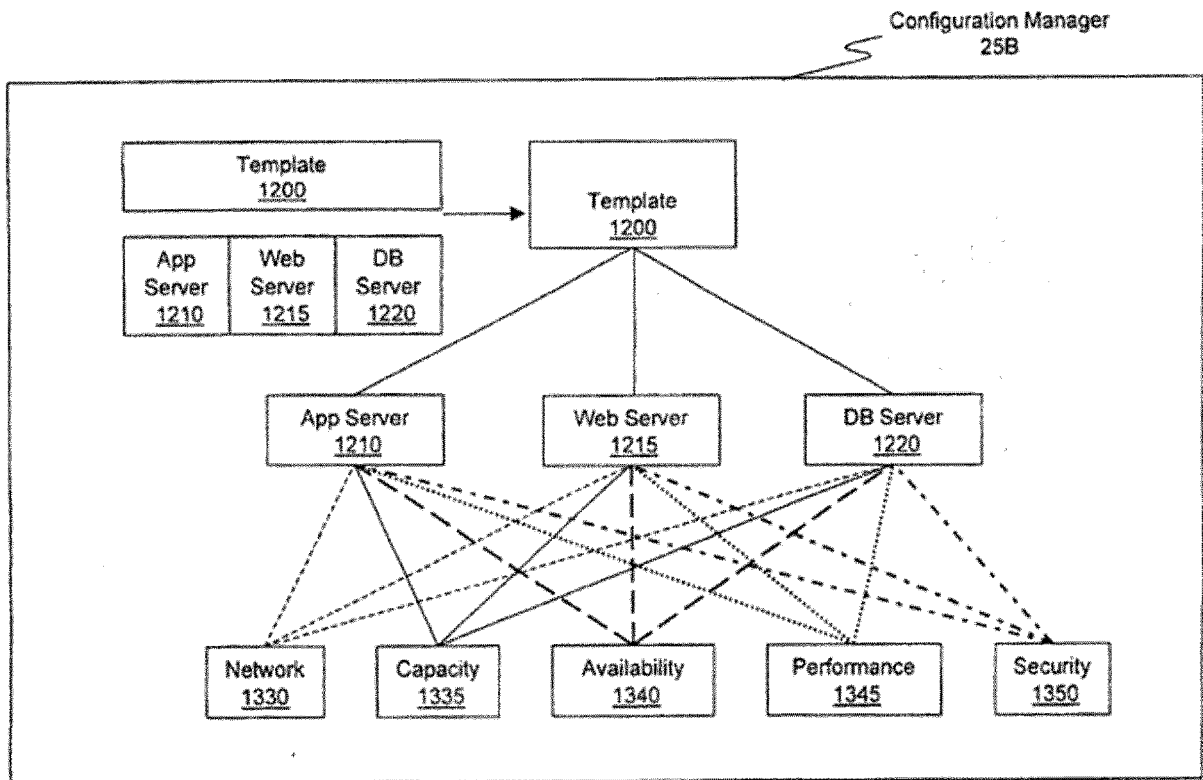 Configuration Manager
25B
Template
1200
Template
1200
App
Server
1210
Web
Server
1215
DB
Server
1220
App Server
1210
Web Server
1215
DB Server
1220
Network
1330
Capacity
1335
Availability
1340
Performance
1345
Security
1350